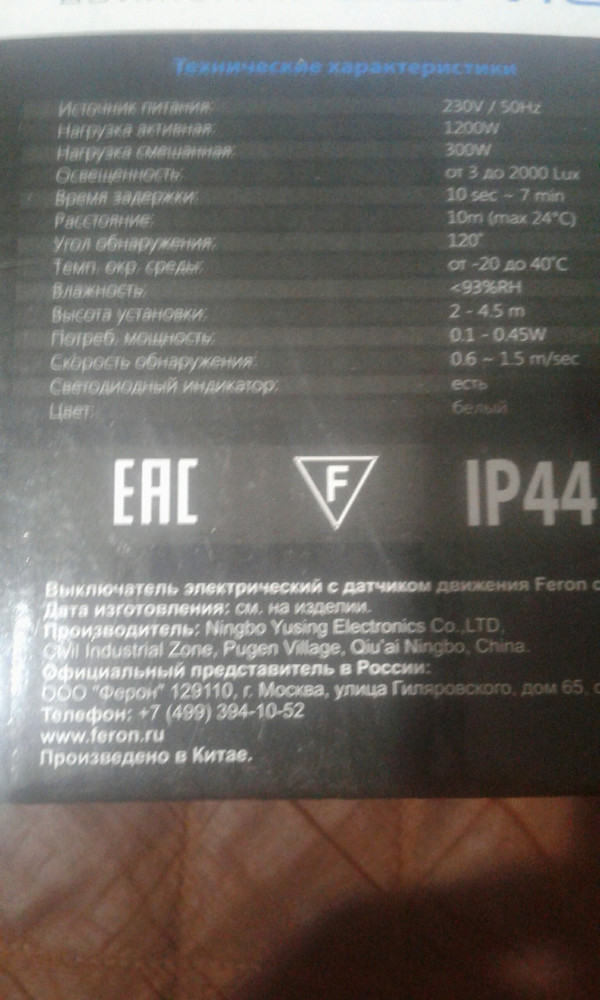 Технические характеристики
Источник питания: 230V / 50Hz
Нагрузка активная: 1200W
Нагрузка смешанная: 300W
Освещенность: от 3 до 2000 Lux
Время задержки: 10 sec ~ 7 min
Расстояние: 10m (max 24°C)
Угол обнаружения: 120°
Темп. окр. среды: от -20 до 40°C
Влажность: <93%RH
Высота установки: 2 - 4.5 m
Потреб. мощность: 0.1 - 0.45W
Скорость обнаружения: 0.6 ~ 1.5 m/sec
Светодиодный индикатор: есть
Цвет: белый
EAC F IP44
Выключатель электрический с датчиком движения Feron
Дата изготовления: см. на изделии.
Производитель: Ningbo Yusing Electronics Co.,LTD,
Civil Industrial Zone, Pugen Village, Qiu'ai Ningbo, China.
Официальный представитель в России:
ООО "Ферон" 129110, г. Москва, улица Гиляровского, дом 65,
Телефон: +7 (499) 394-10-52
www.feron.ru
Произведено в Китае.